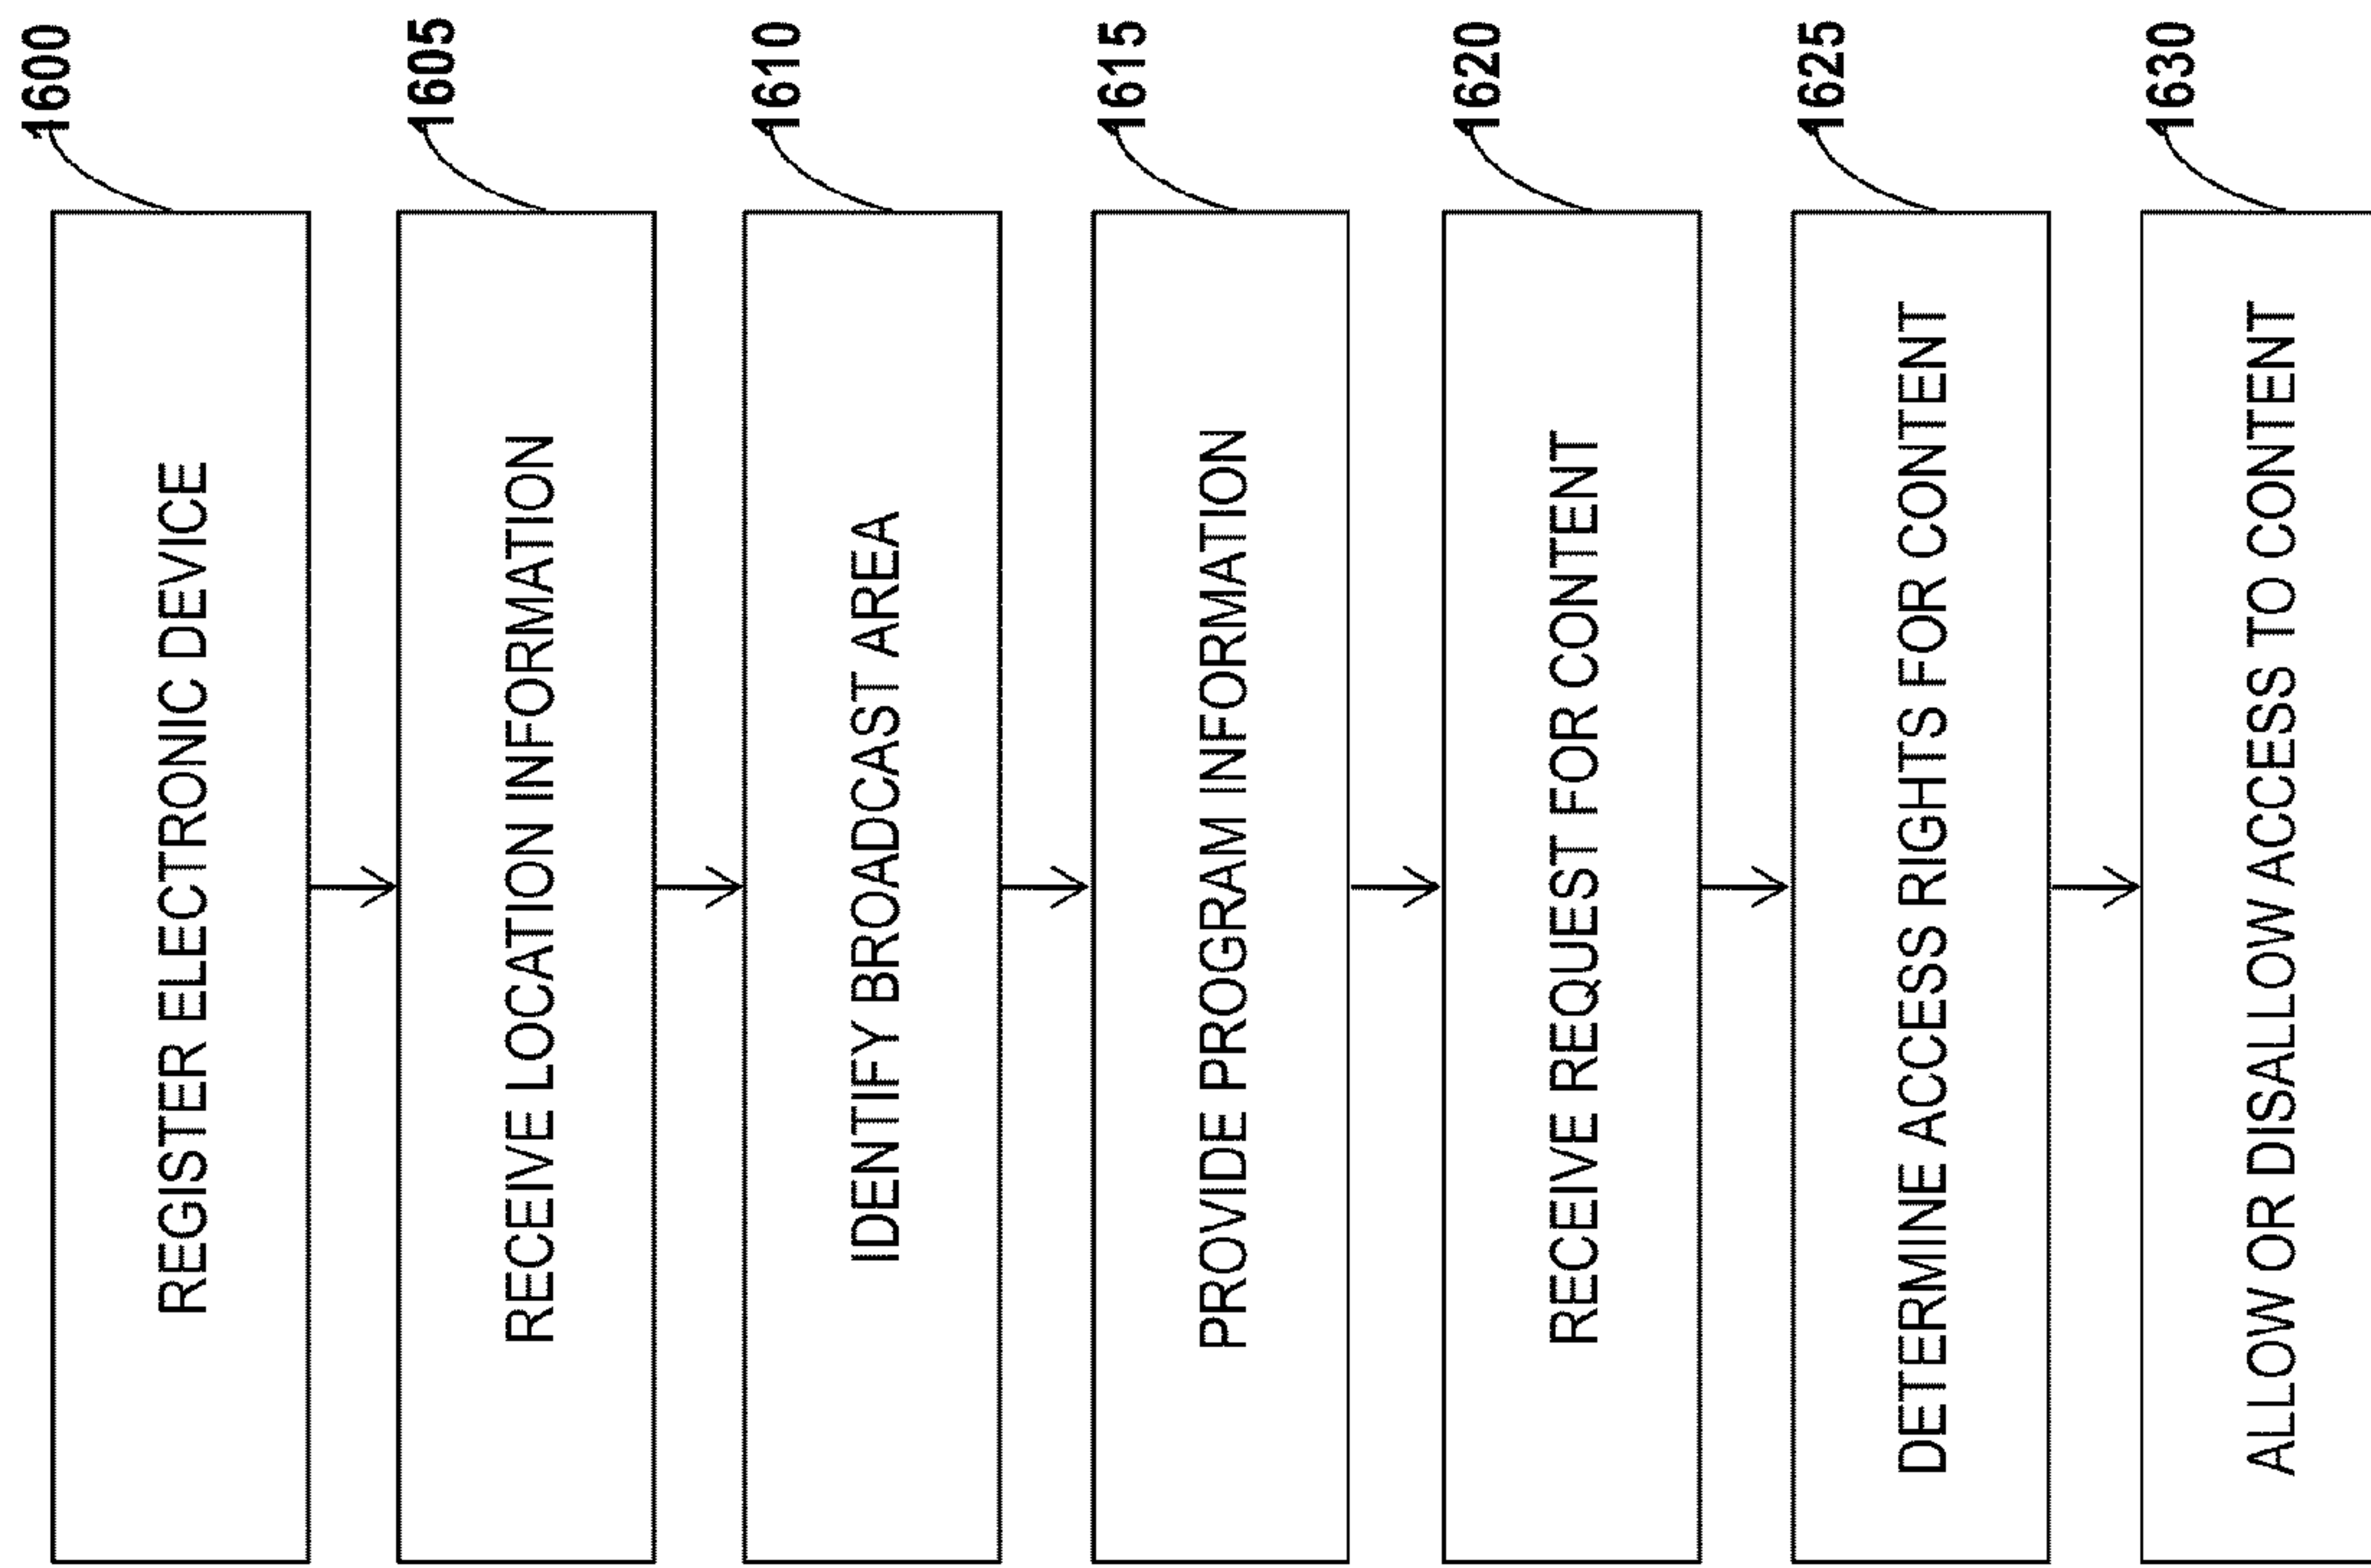 1600
REGISTER ELECTRONIC DEVICE
1605
RECEIVE LOCATION INFORMATION
1610
IDENTIFY BROADCAST AREA
1615
PROVIDE PROGRAM INFORMATION
1620
RECEIVE REQUEST FOR CONTENT
1625
DETERMINE ACCESS RIGHTS FOR CONTENT
1630
ALLOW OR DISALLOW ACCESS TO CONTENT